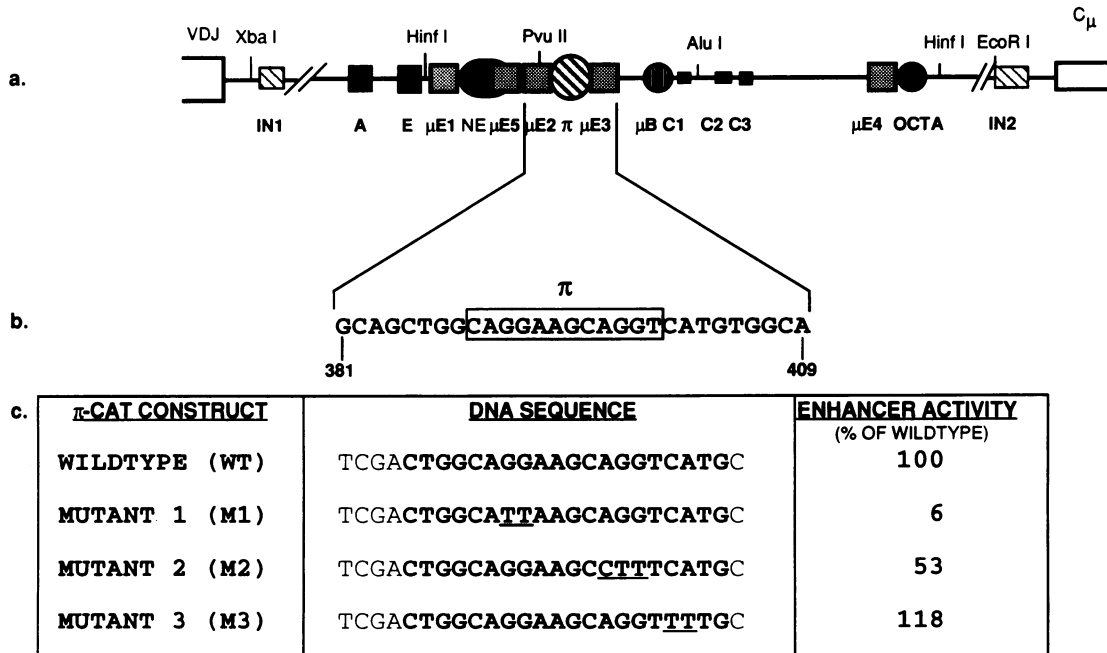 a.
VDJ Xba I Hinf I Pvu II Alu I Hinf I EcoR I Cμ
IN1 A E μE1 NE μE5 μE2 π μE3 μB C1 C2 C3 μE4 OCTA IN2
π
b. GCAGCTGGCAGGAAGCAGGTCATGTGGCA
381 409
c. π-CAT CONSTRUCT DNA SEQUENCE ENHANCER ACTIVITY
(% OF WILDTYPE)
WILDTYPE (WT) TCGACTGGCAGGAAGCAGGTCATGC 100
MUTANT 1 (M1) TCGACTGGCATTAAGCAGGTCATGC 6
MUTANT 2 (M2) TCGACTGGCAGGAAGCCTTTCATGC 53
MUTANT 3 (M3) TCGACTGGCAGGAAGCAGGTTTTGC 118